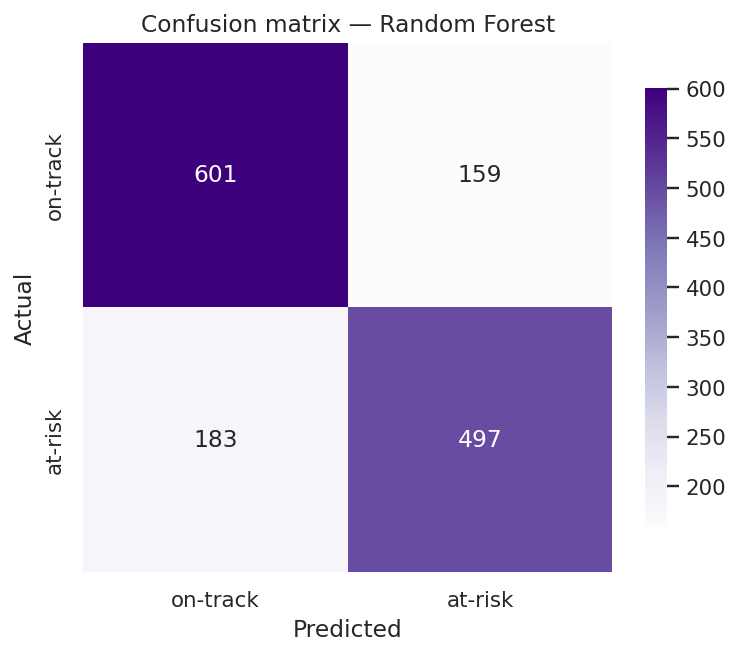 Confusion matrix — Random Forest
600
550
500
450
400
350
300
250
200
on-track
601
159
Actual
at-risk
183
497
on-track
at-risk
Predicted